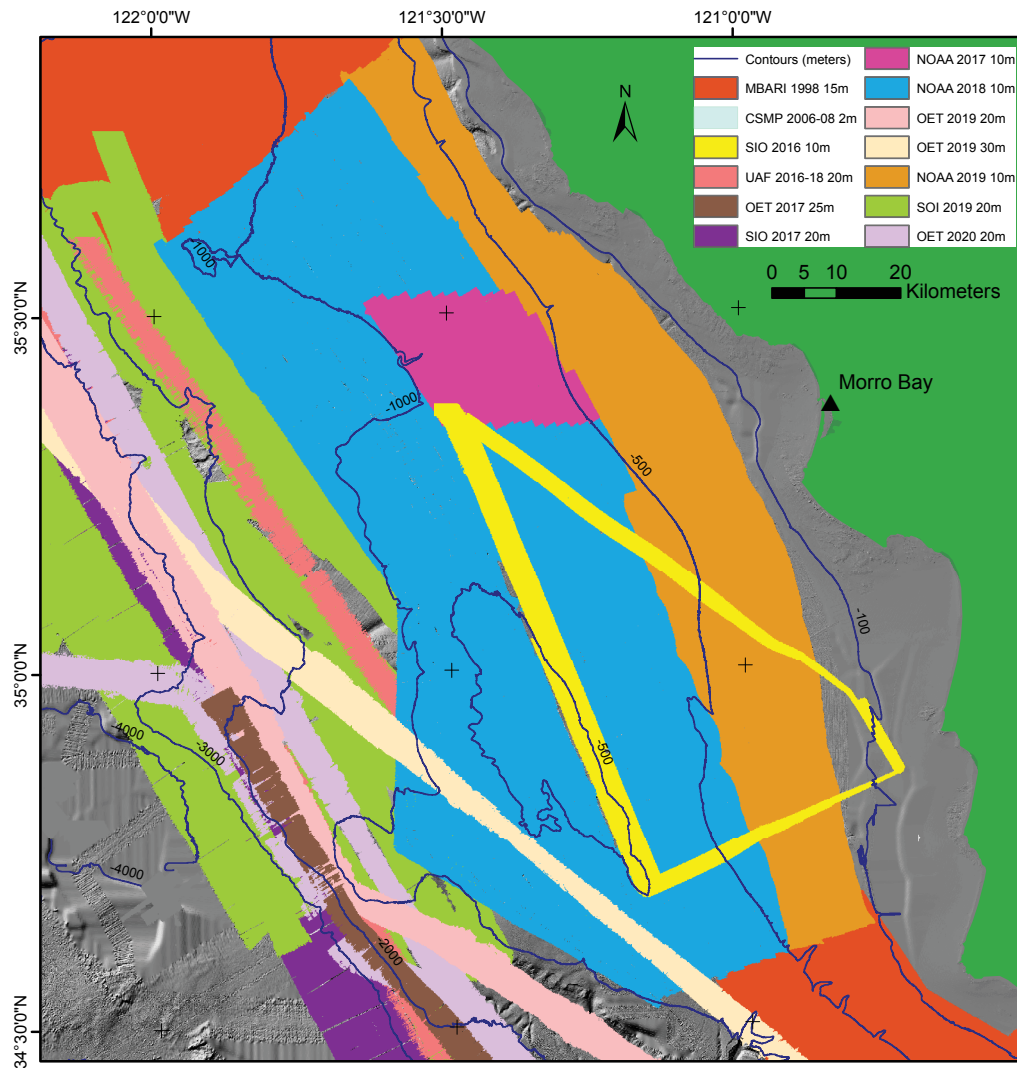 122°0'0"W
121°30'0"W
121°0'0"W
Contours (meters)
MBARI 1998 15m
CSMP 2006-08 2m
SIO 2016 10m
UAF 2016-18 20m
OET 2017 25m
SIO 2017 20m
NOAA 2017 10m
NOAA 2018 10m
OET 2019 20m
OET 2019 30m
NOAA 2019 10m
SOI 2019 20m
OET 2020 20m
N
0 5 10 20
Kilometers
-1000
35°30'0"N
Morro Bay
-1000
-500
-100
35°0'0"N
-4000
-3000
-500
-4000
-2000
34°30'0"N